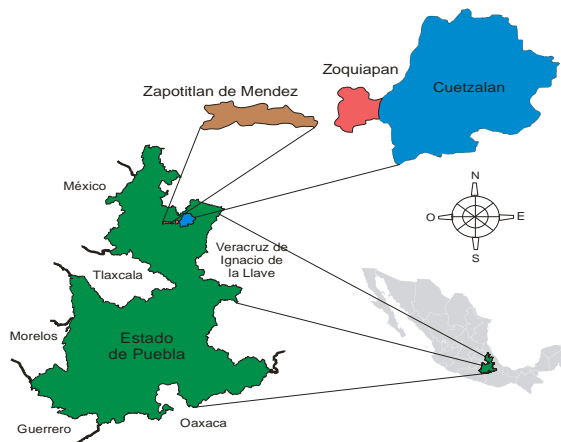 Zoquiapan
Zapotitlan de Mendez
Cuetzalan
N
O
E
S
México
Veracruz de
Ignacio de
la Llave
Tlaxcala
Morelos
Estado
de Puebla
Guerrero
Oaxaca